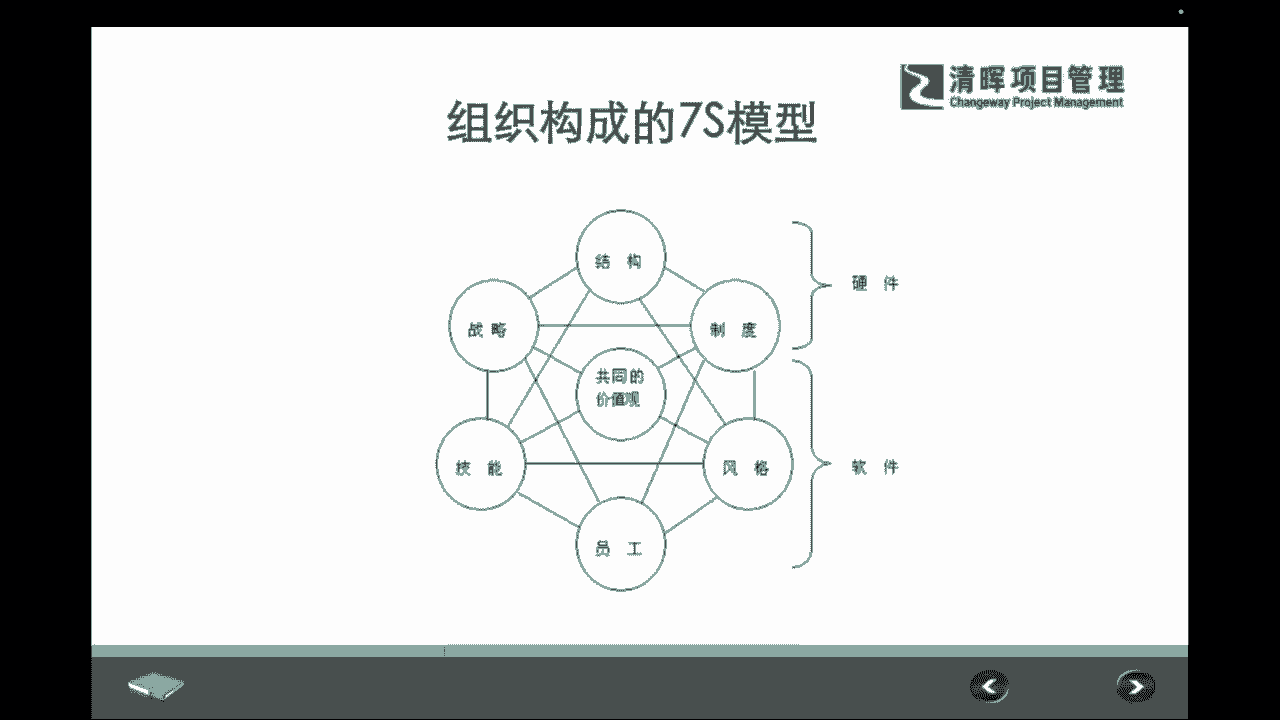 清晖项目管理
Changeway Project Management
组织构成的7S模型
结 构
战 略
制 度
共同的
价值观
技 能
风 格
员 工
硬 件
软 件